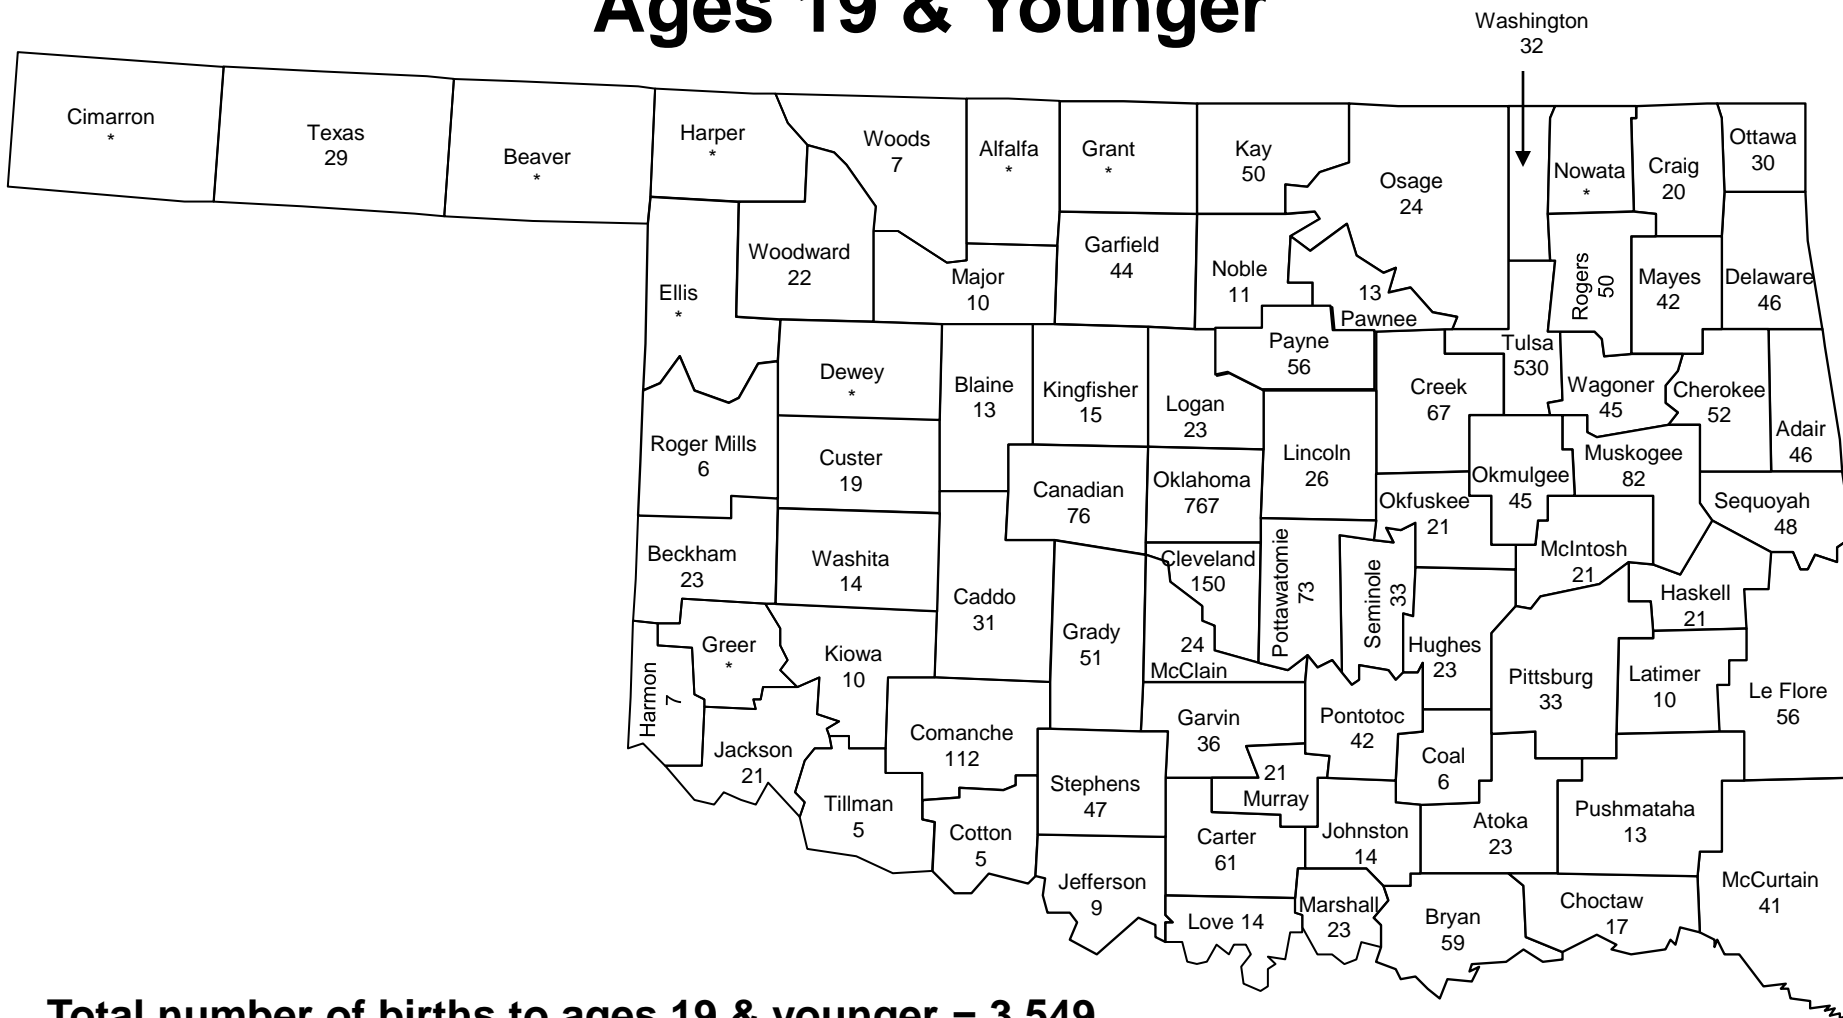 Ages 19 & Younger
Washington
32
Cimarron
*
Texas
29
Beaver
*
Harper
*
Woods
7
Alfalfa
*
Grant
*
Kay
50
Osage
24
Nowata
*
Craig
20
Ottawa
30
Woodward
22
Ellis
*
Major
10
Garfield
44
Noble
11
13
Pawnee
Rogers
50
Mayes
42
Delaware
46
Dewey
*
Blaine
13
Kingfisher
15
Logan
23
Payne
56
Creek
67
Tulsa
530
Wagoner
45
Cherokee
52
Adair
46
Roger Mills
6
Custer
19
Canadian
76
Oklahoma
767
Lincoln
26
Okfuskee
21
Okmulgee
45
Muskogee
82
Sequoyah
48
Beckham
23
Washita
14
Caddo
31
Grady
51
Cleveland
150
24
McClain
Pottawatomie
73
Seminole
33
Hughes
23
McIntosh
21
Haskell
21
Greer
*
Harmon
7
Kiowa
10
Jackson
21
Tillman
5
Comanche
112
Cotton
5
Stephens
47
Jefferson
9
Garvin
36
21
Murray
Carter
61
Love 14
Pontotoc
42
Johnston
14
Marshall
23
Coal
6
Pittsburg
33
Latimer
10
Le Flore
56
Atoka
23
Pushmataha
13
Bryan
59
Choctaw
17
McCurtain
41
Total number of births to ages 19 & younger = 3,549